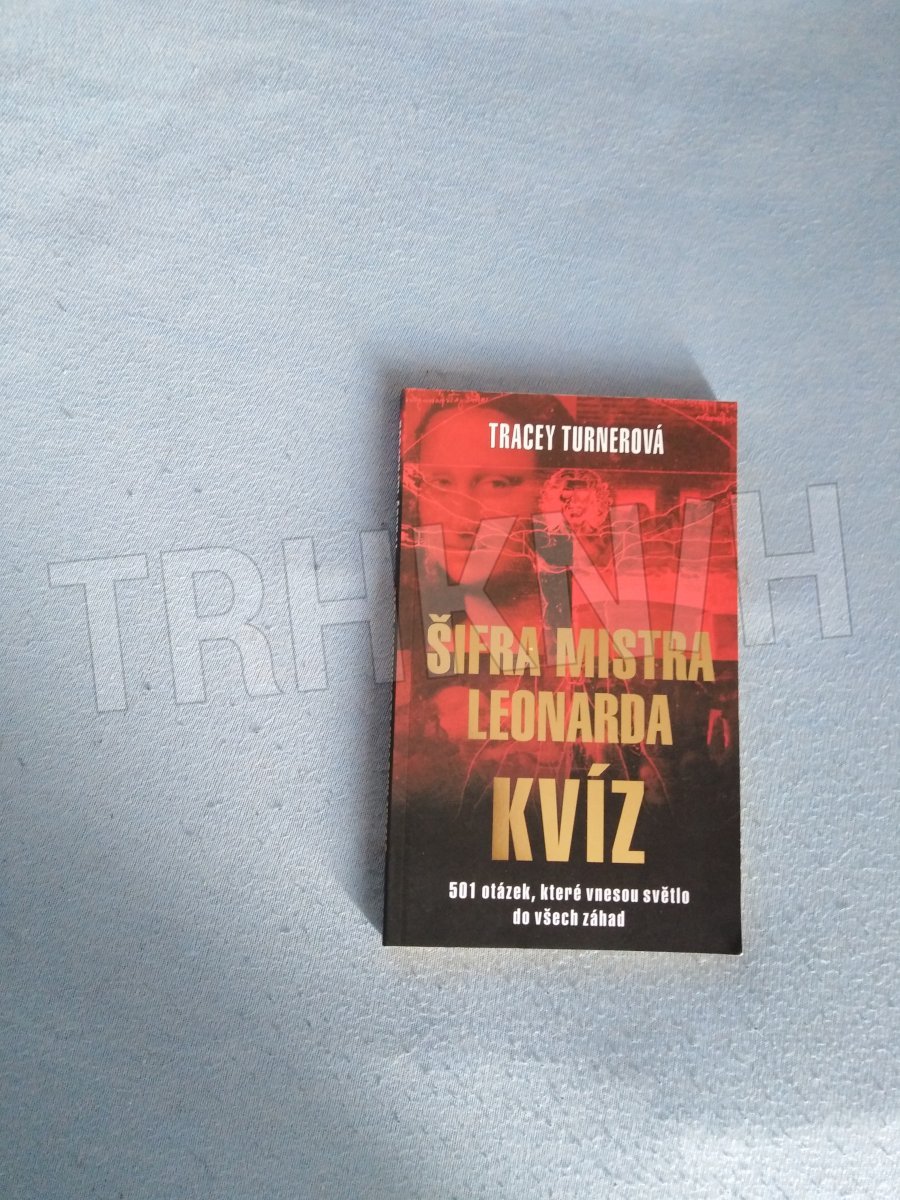 TRACEY TURNEROVÁ
TRHKNIH
ŠIFRA MISTRA
LEONARDA
KVÍZ
501 otázek, které vnesou světlo
do všech záhad